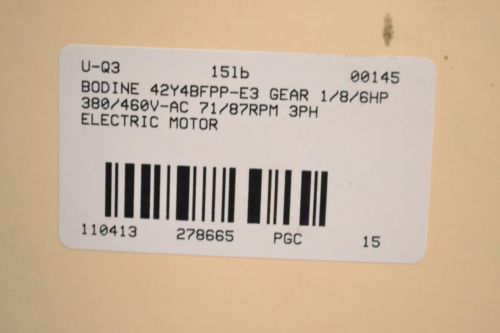 U-Q3 15lb 00145
BODINE 42Y4BFPP-E3 GEAR 1/8/6HP
380/460V-AC 71/87RPM 3PH
ELECTRIC MOTOR
110413 278665 PGC 15